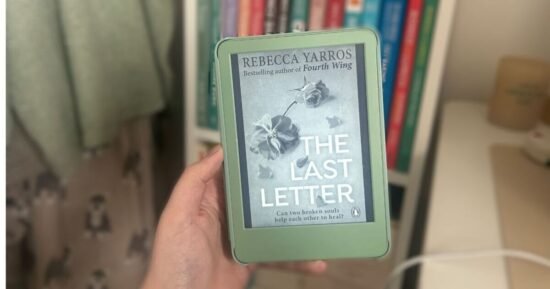 REBECCA YARROS
Bestselling author of Fourth Wing
THE
LAST
LETTER
Can two broken souls
help each other to heal?